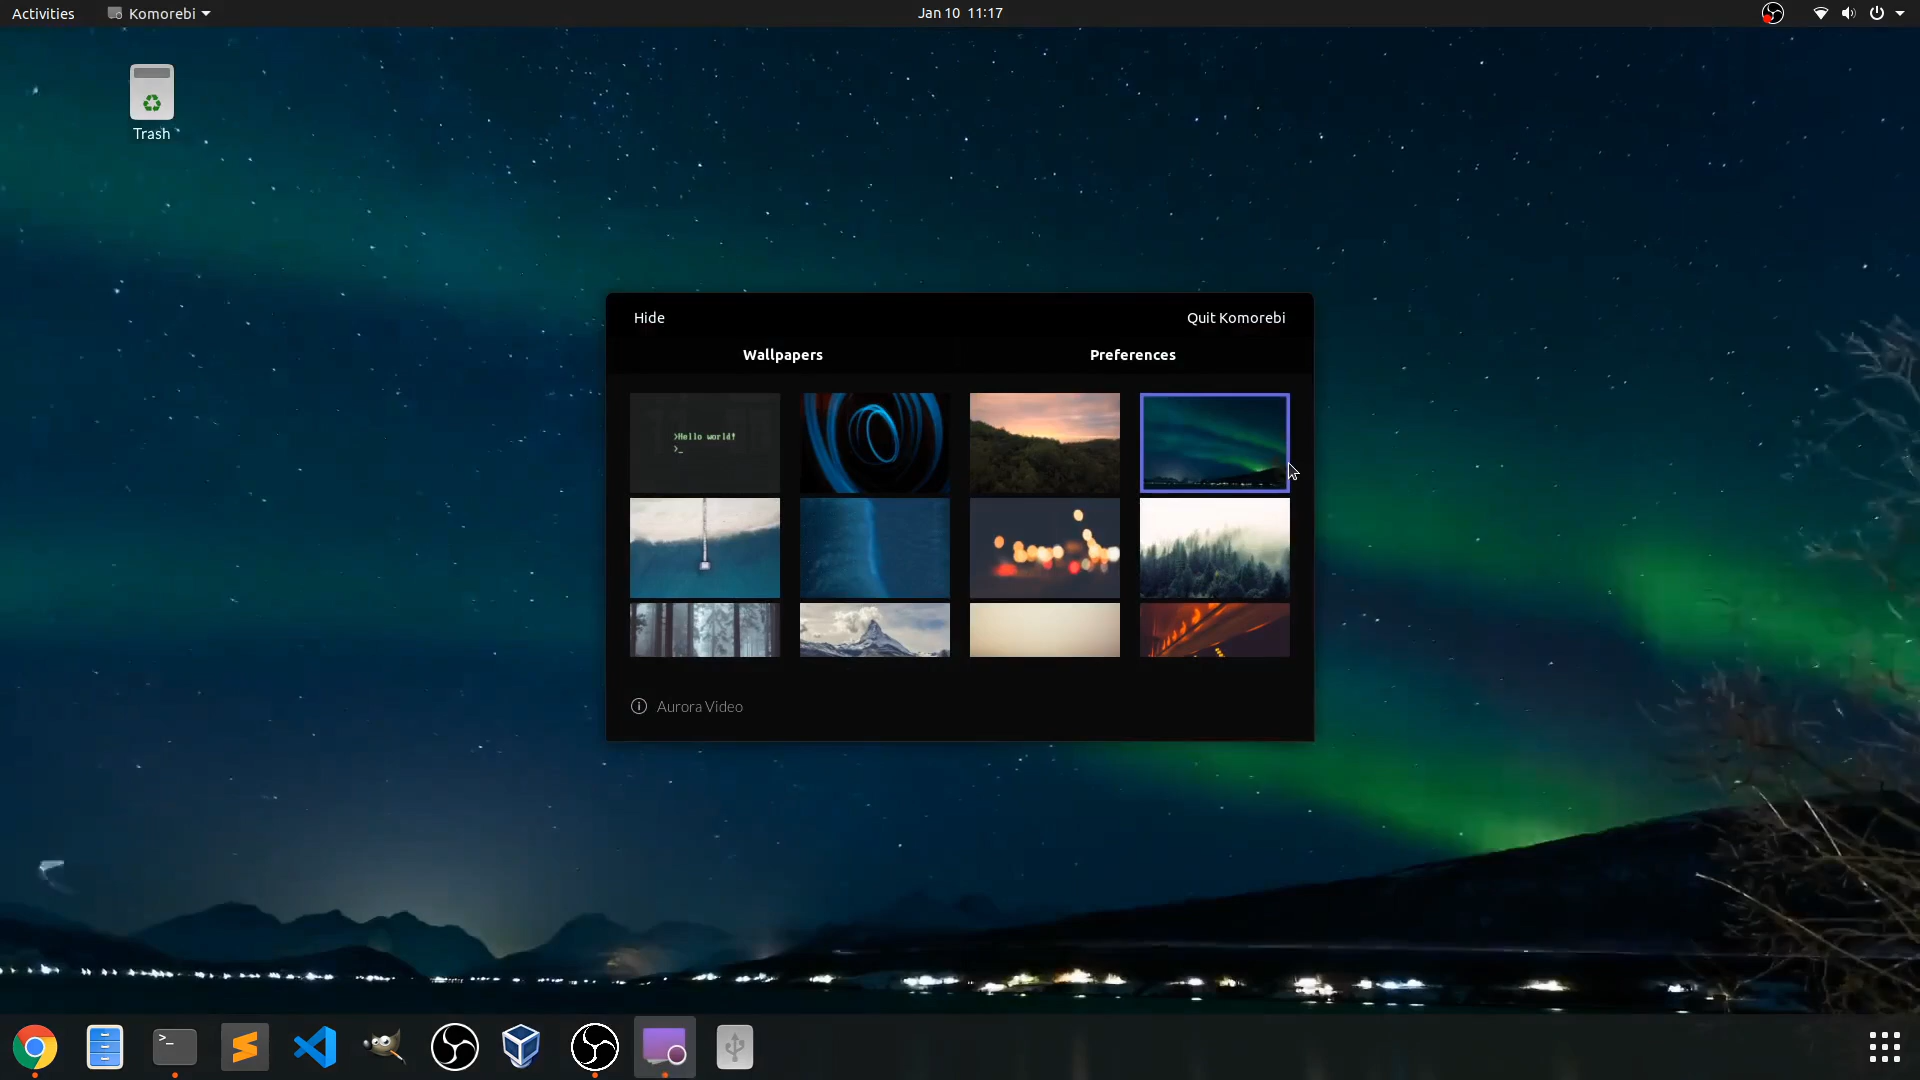 Activities
Komorebi
Jan 10 11:17
Trash
Hide
Quit Komorebi
Wallpapers
Preferences
>Hello world!
>_
Aurora Video
>_